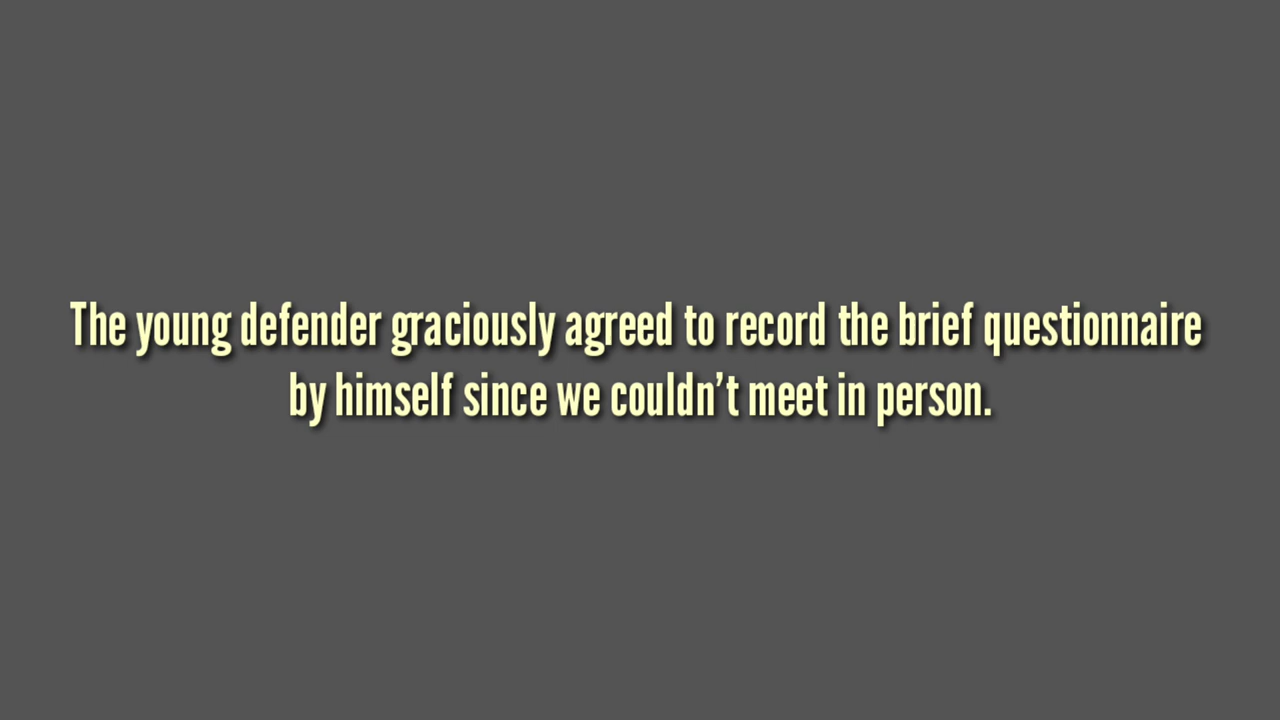 The young defender graciously agreed to record the brief questionnaire
by himself since we couldn’t meet in person.